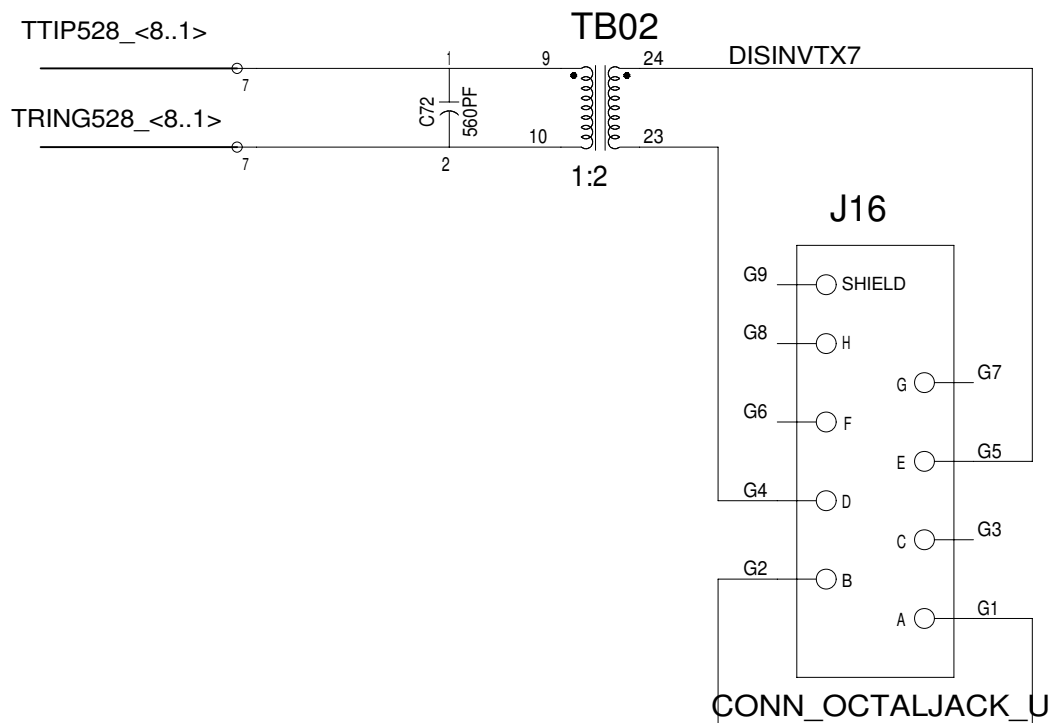 TTIP528_<8..1>
TB02
1
9
24
DISINVTX7
7
C72
560PF
TRING528_<8..1>
10
23
7
2
1:2
J16
G9
SHIELD
G8
H
G
G7
G6
F
E
G5
G4
D
C
G3
G2
B
A
G1
CONN_OCTALJACK_U